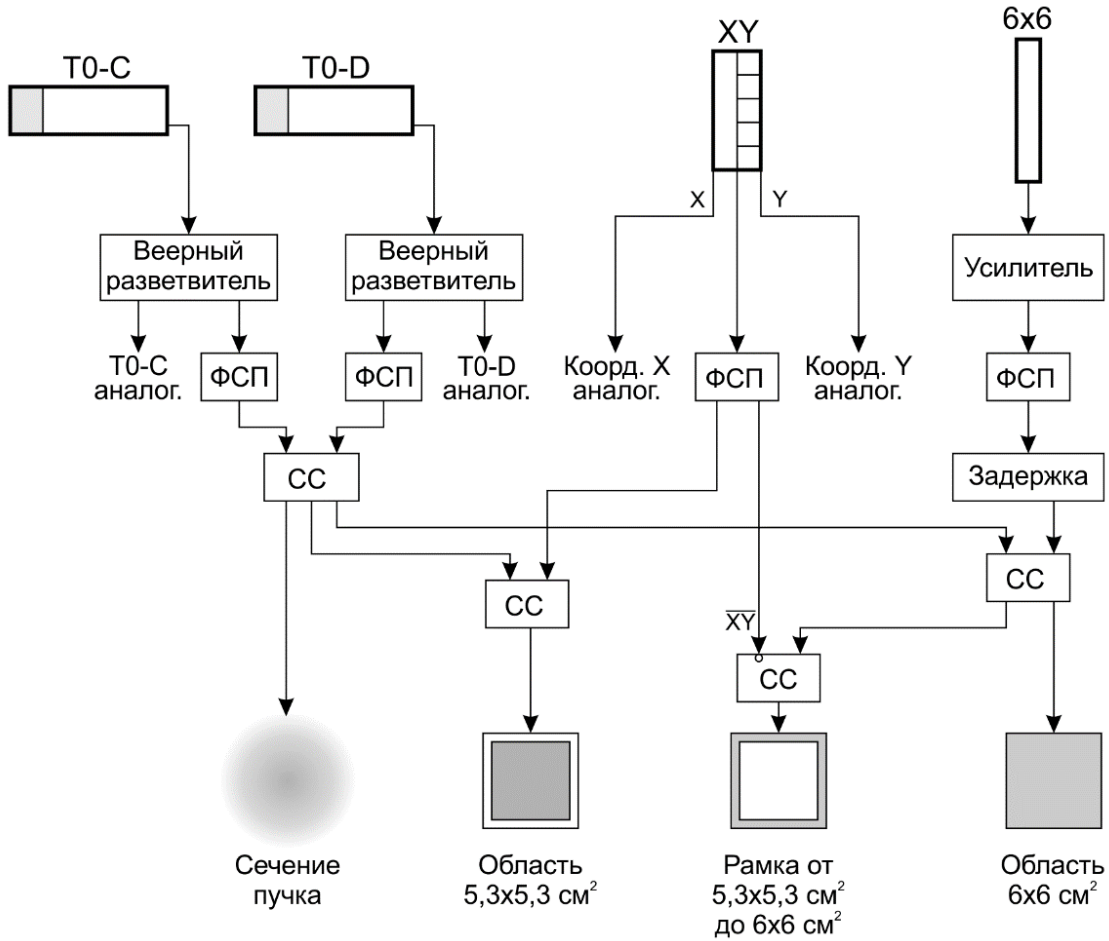 T0-C
T0-D
XY
6x6
X
Y
Веерный
разветвитель
Веерный
разветвитель
Усилитель
T0-C
аналог.
ФСП
ФСП
T0-D
аналог.
Коорд. X
аналог.
ФСП
Коорд. Y
аналог.
ФСП
СС
Задержка
СС
СС
X̅Y̅
СС
Сечение
пучка
Область
5,3x5,3 см²
Рамка от
5,3x5,3 см²
до 6x6 см²
Область
6x6 см²